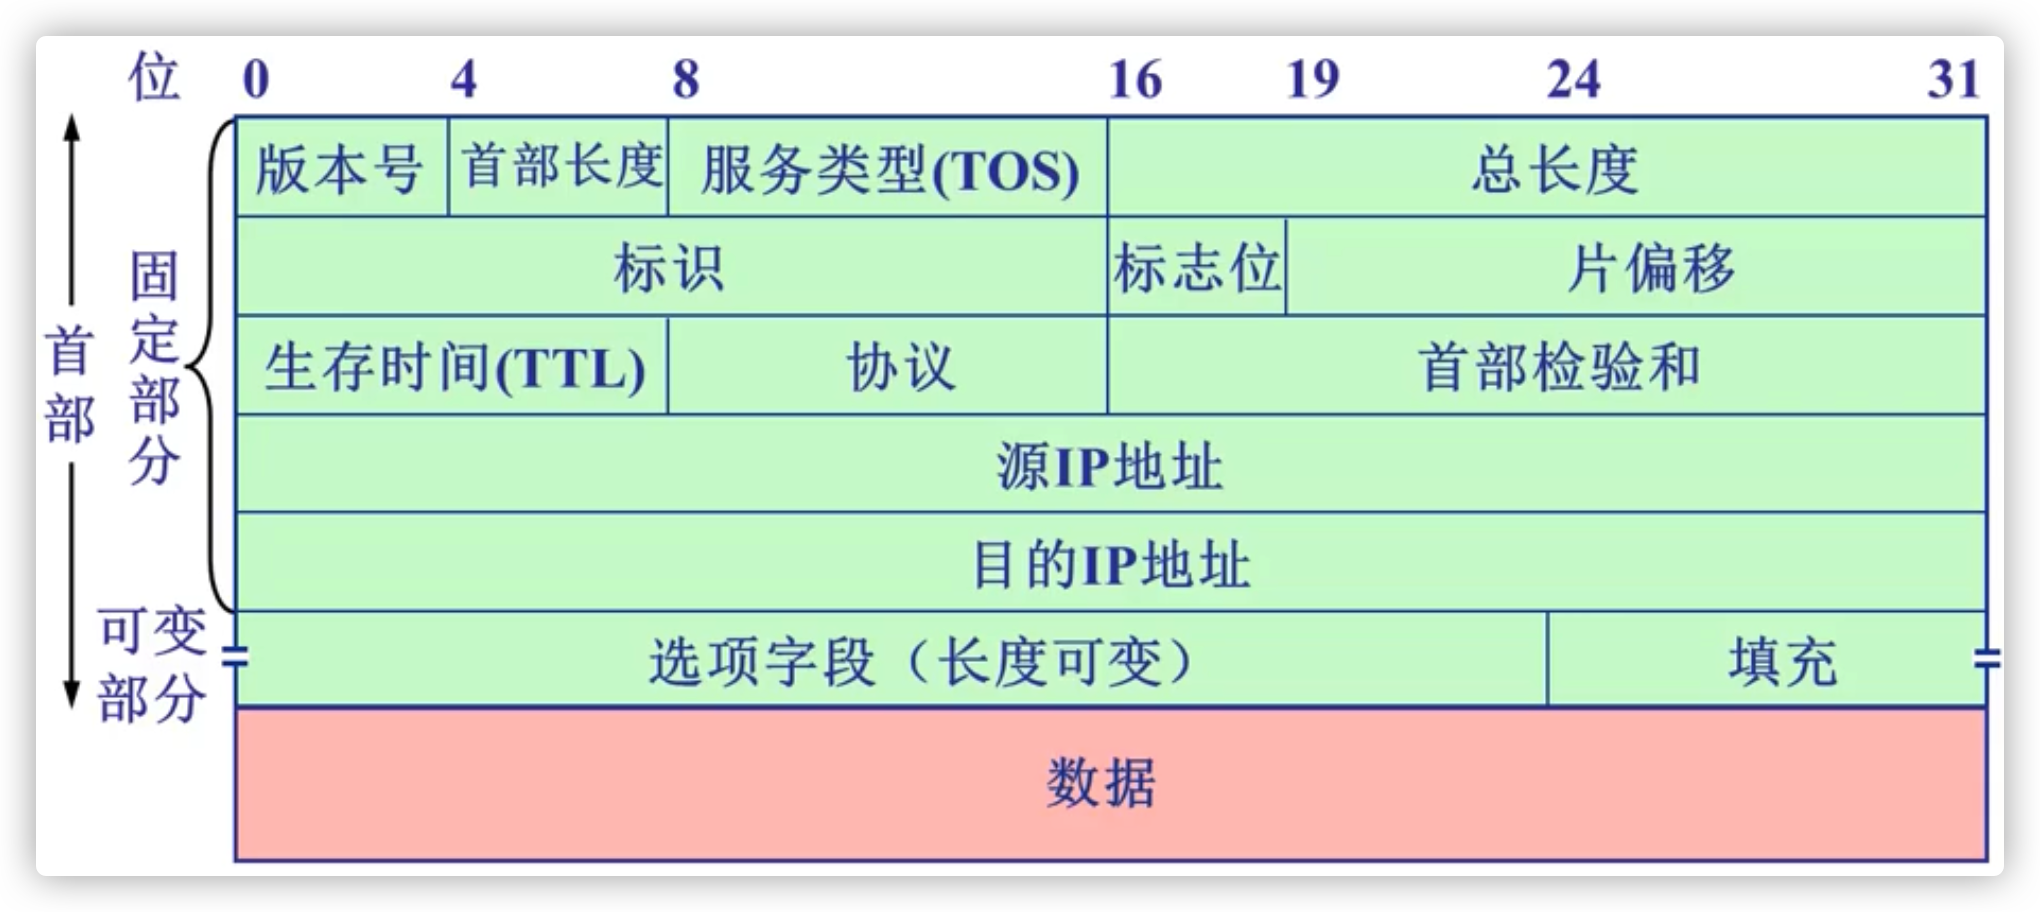 位 0 4 8 16 19 24 31
版本号 首部长度 服务类型(TOS) 总长度
标识 标志位 片偏移
生存时间(TTL) 协议 首部检验和
源IP地址
目的IP地址
选项字段（长度可变） 填充
数据
首部
固定部分
可变
部分